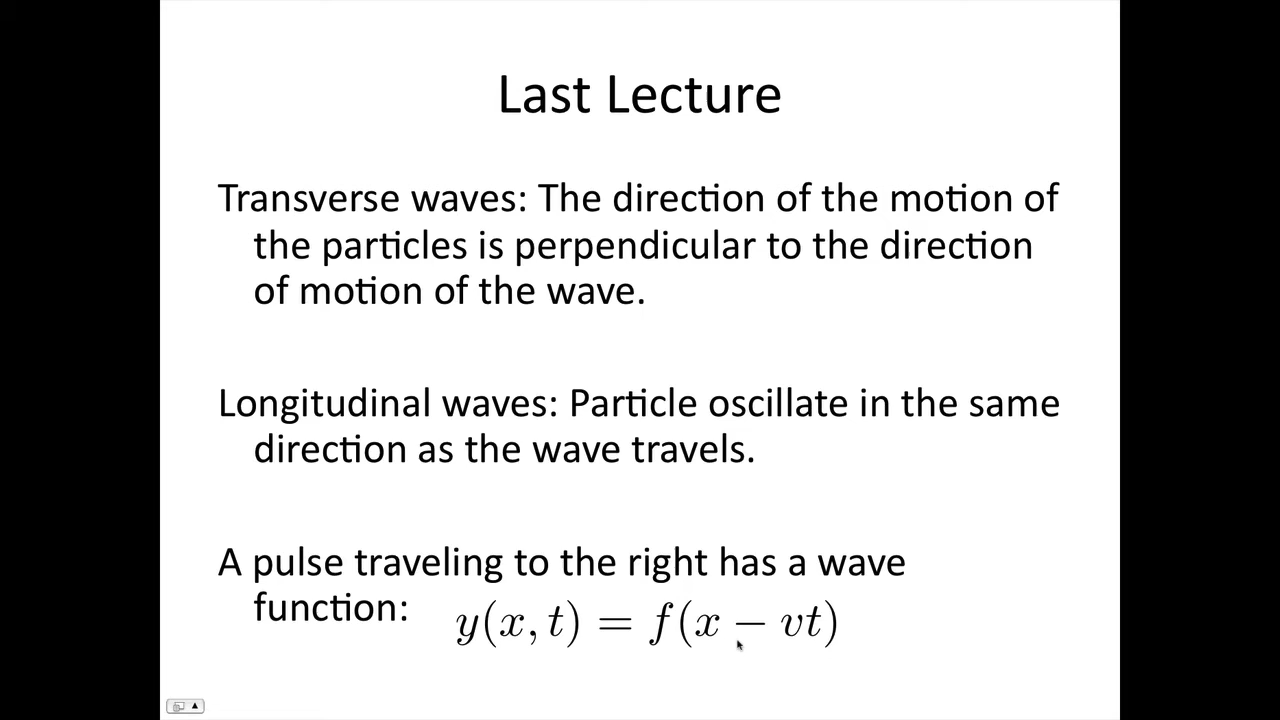 Last Lecture
Transverse waves: The direction of the motion of
the particles is perpendicular to the direction
of motion of the wave.
Longitudinal waves: Particle oscillate in the same
direction as the wave travels.
A pulse traveling to the right has a wave
function: y(x, t) = f(x − vt)